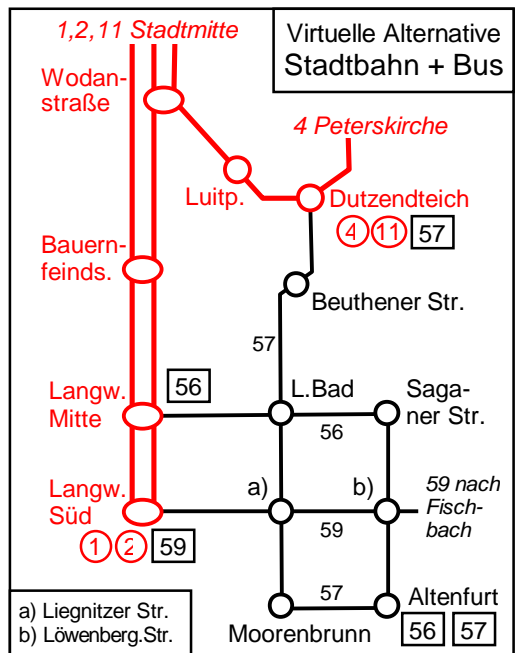 1,2,11 Stadtmitte
Virtuelle Alternative
Stadtbahn + Bus
Wodan-
straße
4 Peterskirche
Luitp.
Dutzendteich
4 11 57
Bauern-
feinds.
Beuthener Str.
57
56
Langw.
Mitte
L.Bad
Saga-
ner Str.
56
Langw.
Süd
a)
b)
59 nach
Fisch-
bach
1 2 59
59
57
a) Liegnitzer Str.
b) Löwenberg.Str.
Moorenbrunn
Altenfurt
56 57